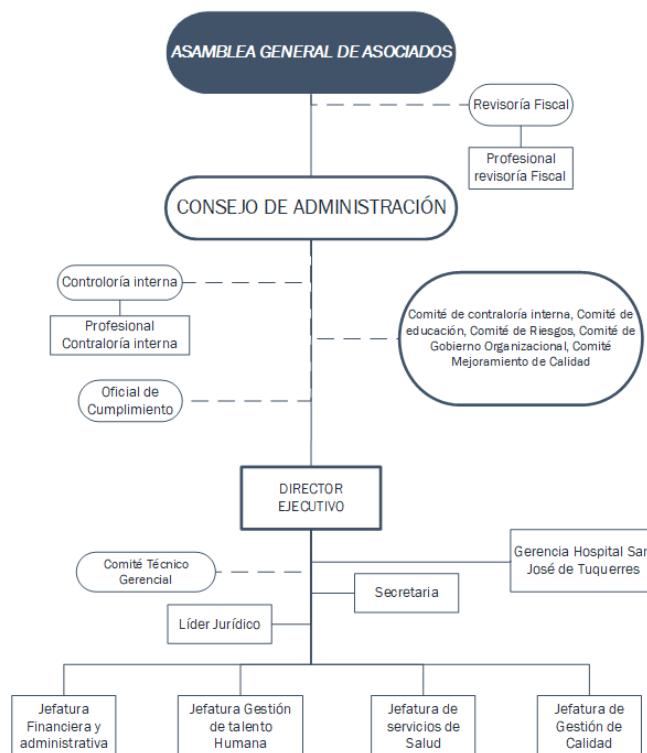 ASAMBLEA GENERAL DE ASOCIADOS
Revisoría Fiscal
Profesional
revisoría Fiscal
CONSEJO DE ADMINISTRACIÓN
Controloría interna
Profesional
Contraloría interna
Comité de contraloría interna, Comité de
educación, Comité de Riesgos, Comité de
Gobierno Organizacional, Comité
Mejoramiento de Calidad
Oficial de
Cumplimiento
DIRECTOR
EJECUTIVO
Comité Técnico
Gerencial
Gerencia Hospital San
José de Tuquerres
Secretaria
Líder Jurídico
Jefatura
Financiera y
administrativa
Jefatura Gestión
de talento
Humana
Jefatura de
servicios de
Salud
Jefatura de
Gestión de
Calidad